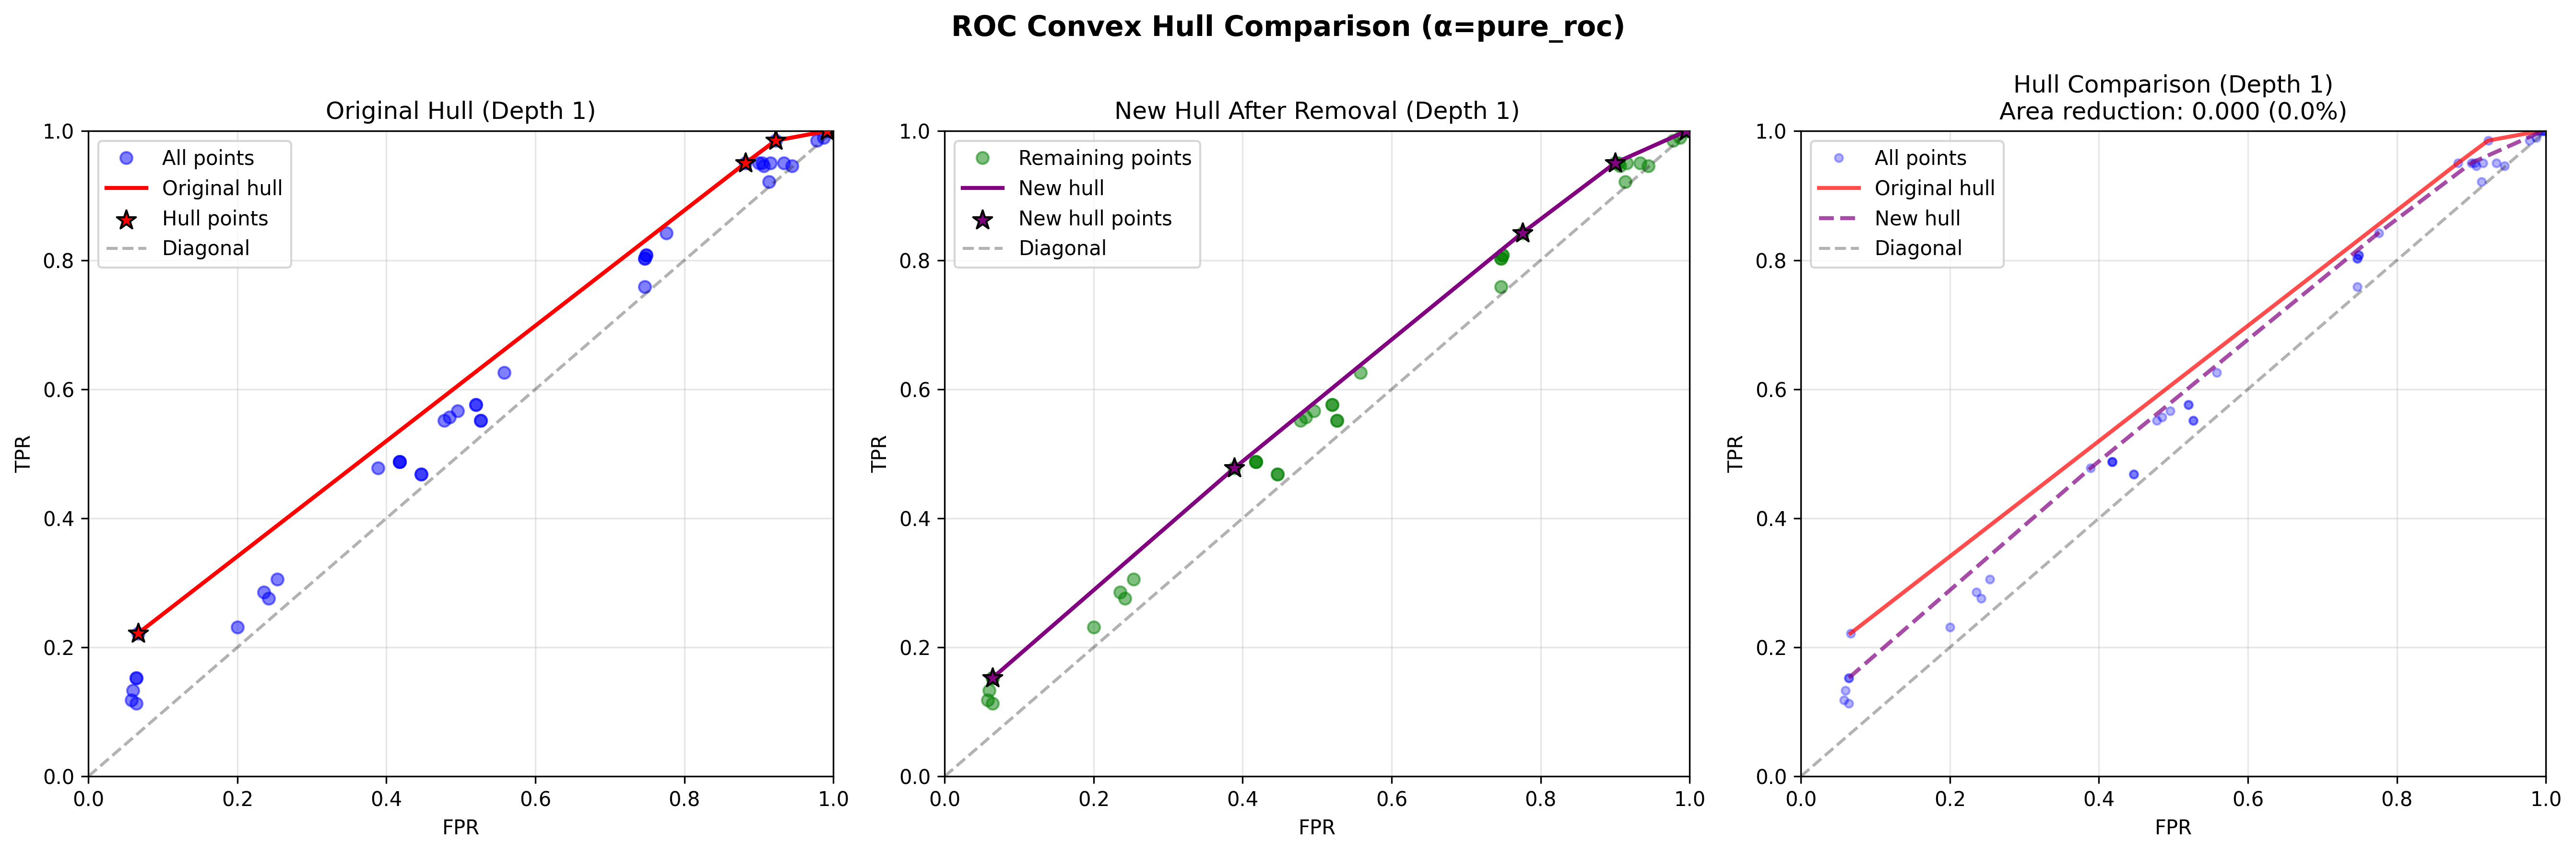 ROC Convex Hull Comparison (α=pure_roc)
Original Hull (Depth 1)
1.0
0.8
0.6
0.4
0.2
0.0
TPR
All points
Original hull
Hull points
Diagonal
0.0 0.2 0.4 0.6 0.8 1.0
FPR
New Hull After Removal (Depth 1)
1.0
0.8
0.6
0.4
0.2
0.0
TPR
Remaining points
New hull
New hull points
Diagonal
0.0 0.2 0.4 0.6 0.8 1.0
FPR
Hull Comparison (Depth 1)
Area reduction: 0.000 (0.0%)
1.0
0.8
0.6
0.4
0.2
0.0
TPR
All points
Original hull
New hull
Diagonal
0.0 0.2 0.4 0.6 0.8 1.0
FPR